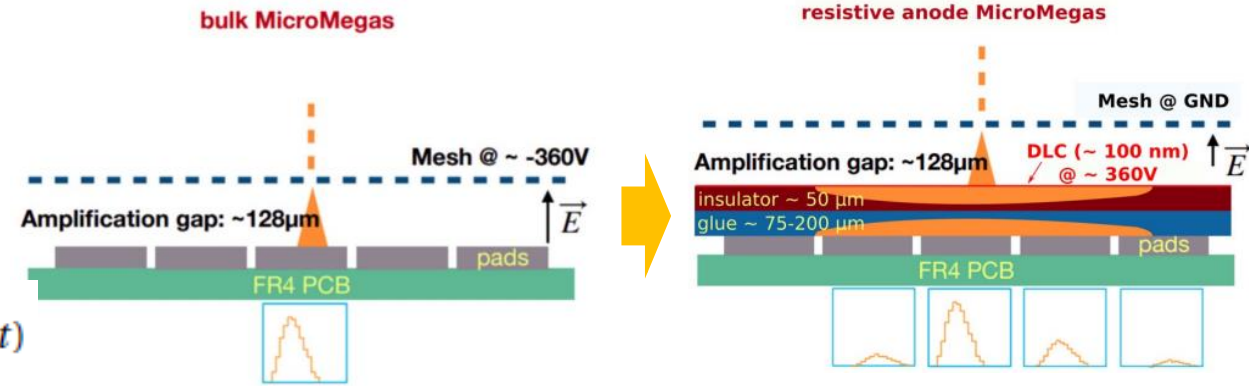 bulk MicroMegas
Mesh @ ~ -360V
Amplification gap: ~128μm
E
pads
FR4 PCB
t)
resistive anode MicroMegas
Mesh @ GND
Amplification gap: ~128μm
DLC (~ 100 nm)
@ ~ 360V
E
insulator ~ 50 μm
glue ~ 75-200 μm
pads
FR4 PCB